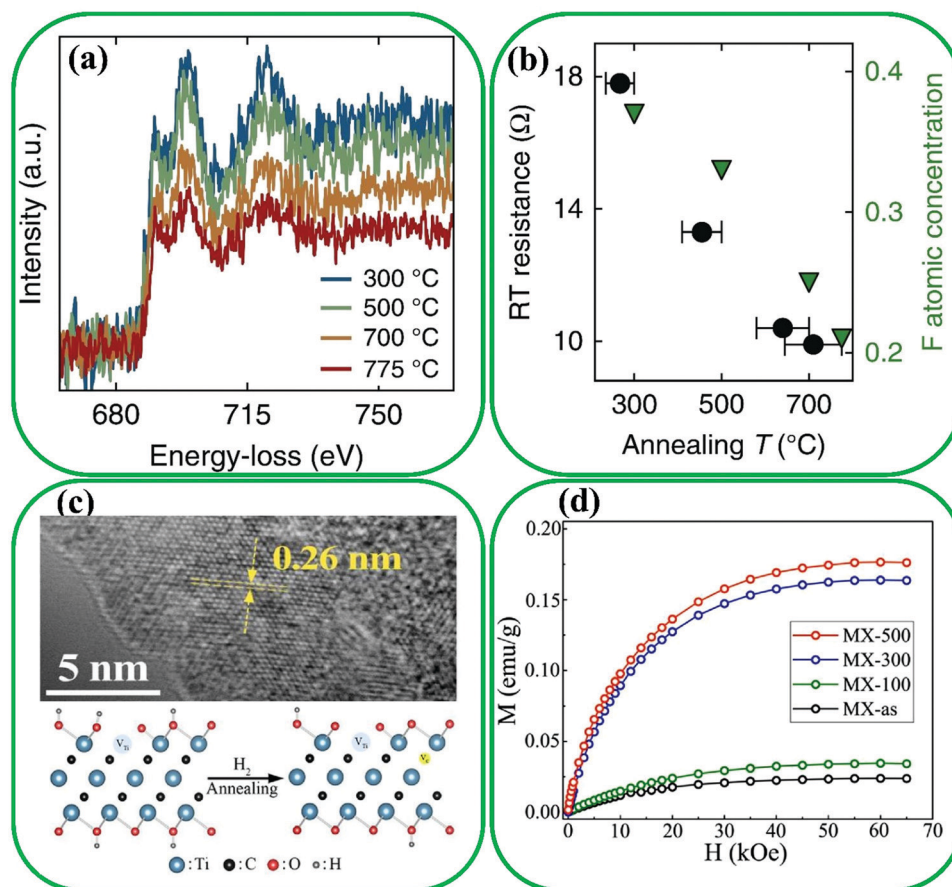 (a)
Intensity (a.u.)
300 °C
500 °C
700 °C
775 °C
680 715 750
Energy-loss (eV)
(b)
RT resistance (Ω)
18
14
10
0.4
0.3
0.2
F atomic concentration
300 500 700
Annealing T (°C)
(c)
0.26 nm
5 nm
V_Ti
H₂
Annealing
V_Ti
:Ti :C :O :H
(d)
M (emu/g)
0.20
0.15
0.10
0.05
0.00
MX-500
MX-300
MX-100
MX-as
0 10 20 30 40 50 60 70
H (kOe)